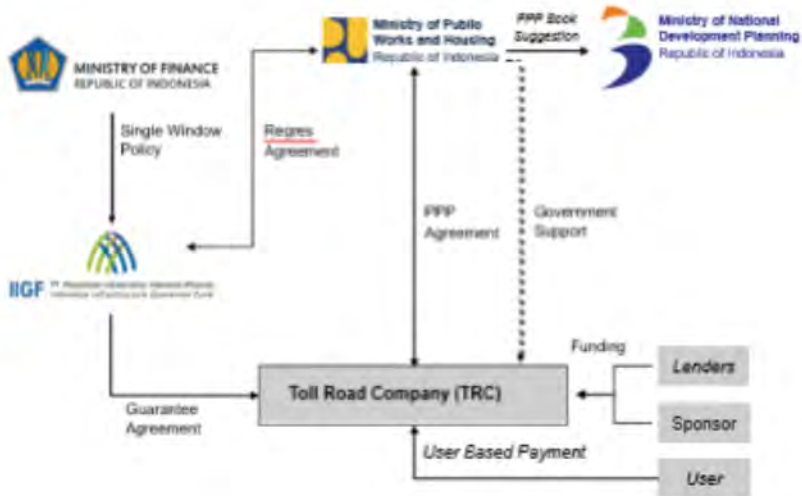 Ministry of Public
Works and Housing
Republic of Indonesia
PPP Book
Suggestion
Ministry of National
Development Planning
Republic of Indonesia
MINISTRY OF FINANCE
REPUBLIC OF INDONESIA
Single Window
Policy
Regres
Agreement
PPP
Agreement
Government
Support
IIGF
Funding
Lenders
Toll Road Company (TRC)
Sponsor
Guarantee
Agreement
User Based Payment
User